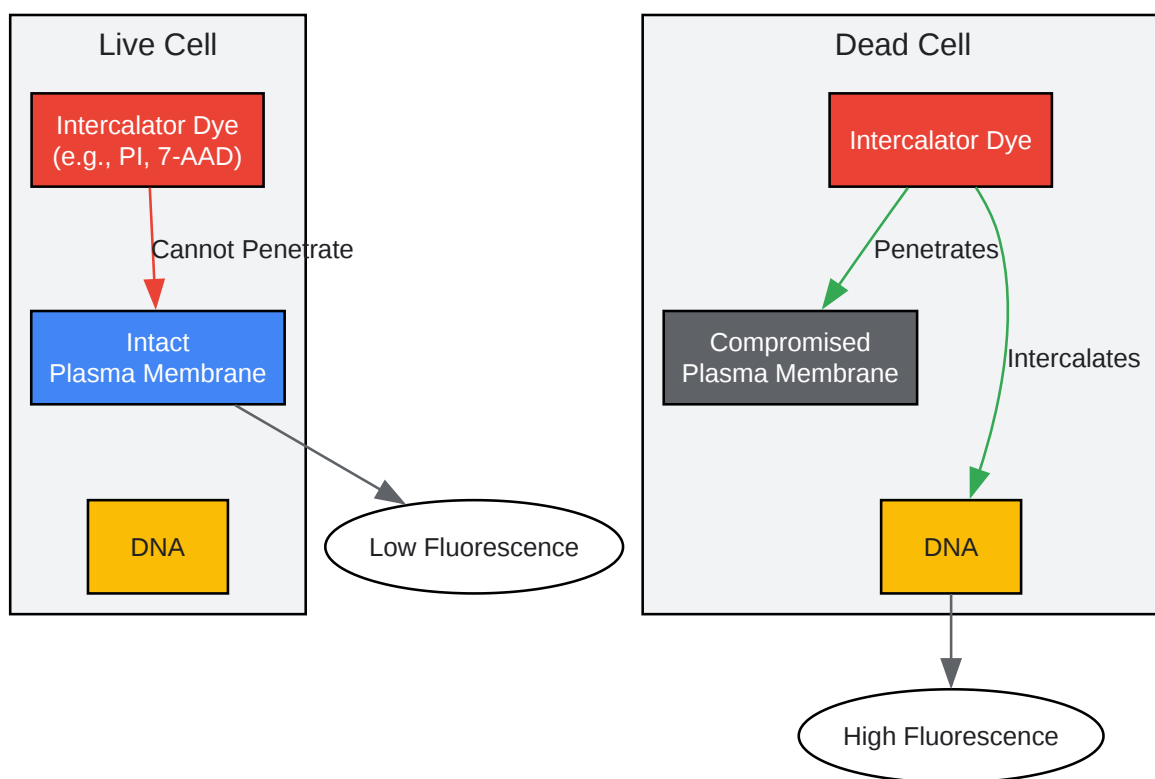 Live Cell
Intercalator Dye
(e.g., PI, 7-AAD)
Cannot Penetrate
Intact
Plasma Membrane
DNA
Low Fluorescence
Dead Cell
Intercalator Dye
Penetrates
Compromised
Plasma Membrane
Intercalates
DNA
High Fluorescence